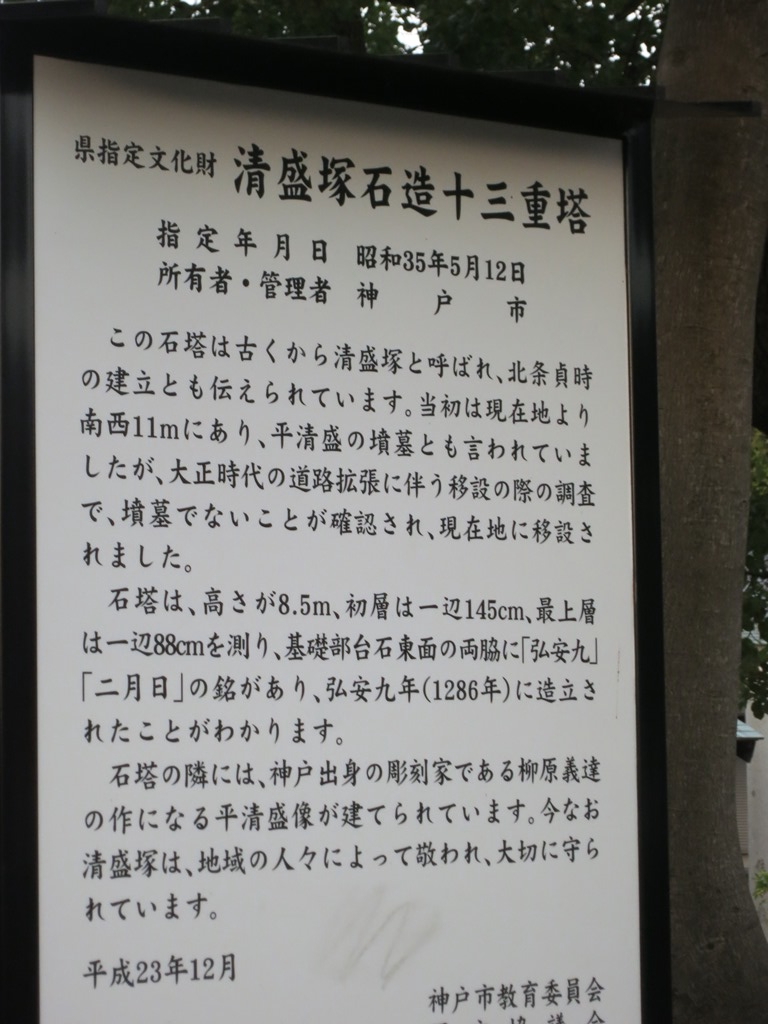 県指定文化財 清盛塚石造十三重塔
指定年月日 昭和35年5月12日
所有者・管理者 神戸市
この石塔は古くから清盛塚と呼ばれ、北条貞時
の建立とも伝えられています。当初は現在地より
南西11mにあり、平清盛の墳墓とも言われていま
したが、大正時代の道路拡張に伴う移設の際の調査
で、墳墓でないことが確認され、現在地に移設さ
れました。
石塔は、高さが8.5m、初層は一辺145cm、最上層
は一辺88cmを測り、基礎部台石東面の両脇に「弘安九」
「二月日」の銘があり、弘安九年(1286年)に造立さ
れたことがわかります。
石塔の隣には、神戸出身の彫刻家である柳原義達
の作になる平清盛像が建てられています。今なお
清盛塚は、地域の人々によって敬われ、大切に守ら
れています。
平成23年12月
神戸市教育委員会